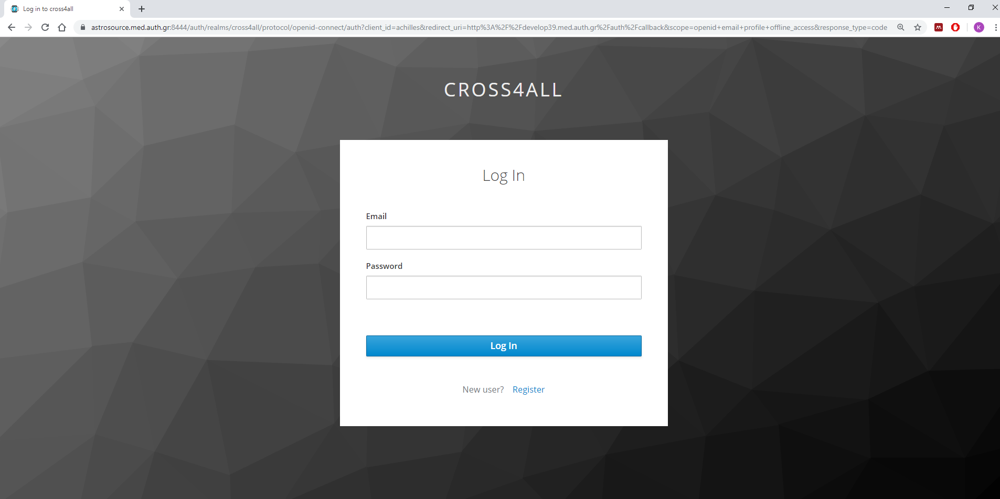 Log in to cross4all
astrosource.med.auth.gr:8444/auth/realms/cross4all/protocol/openid-connect/auth?client_id=achilles&redirect_uri=http%3A%2F%2Fdevelop39.med.auth.gr%2Fauth%2Fcallback&scope=openid+email+profile+offline_access&response_type=code
K
CROSS4ALL
Log In
Email
Password
Log In
New user? Register